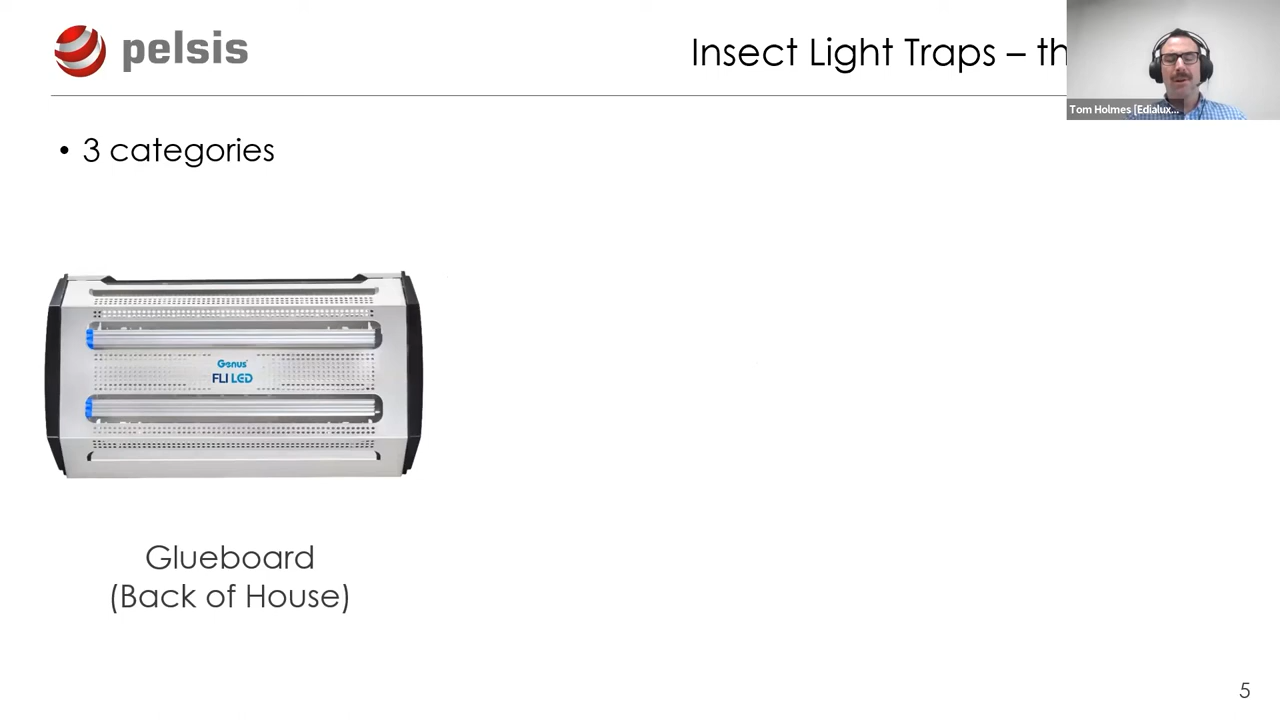 pelsis
Insect Light Traps – th
Tom Holmes [Edialux...
• 3 categories
Genus
FLI LED
Glueboard
(Back of House)
5